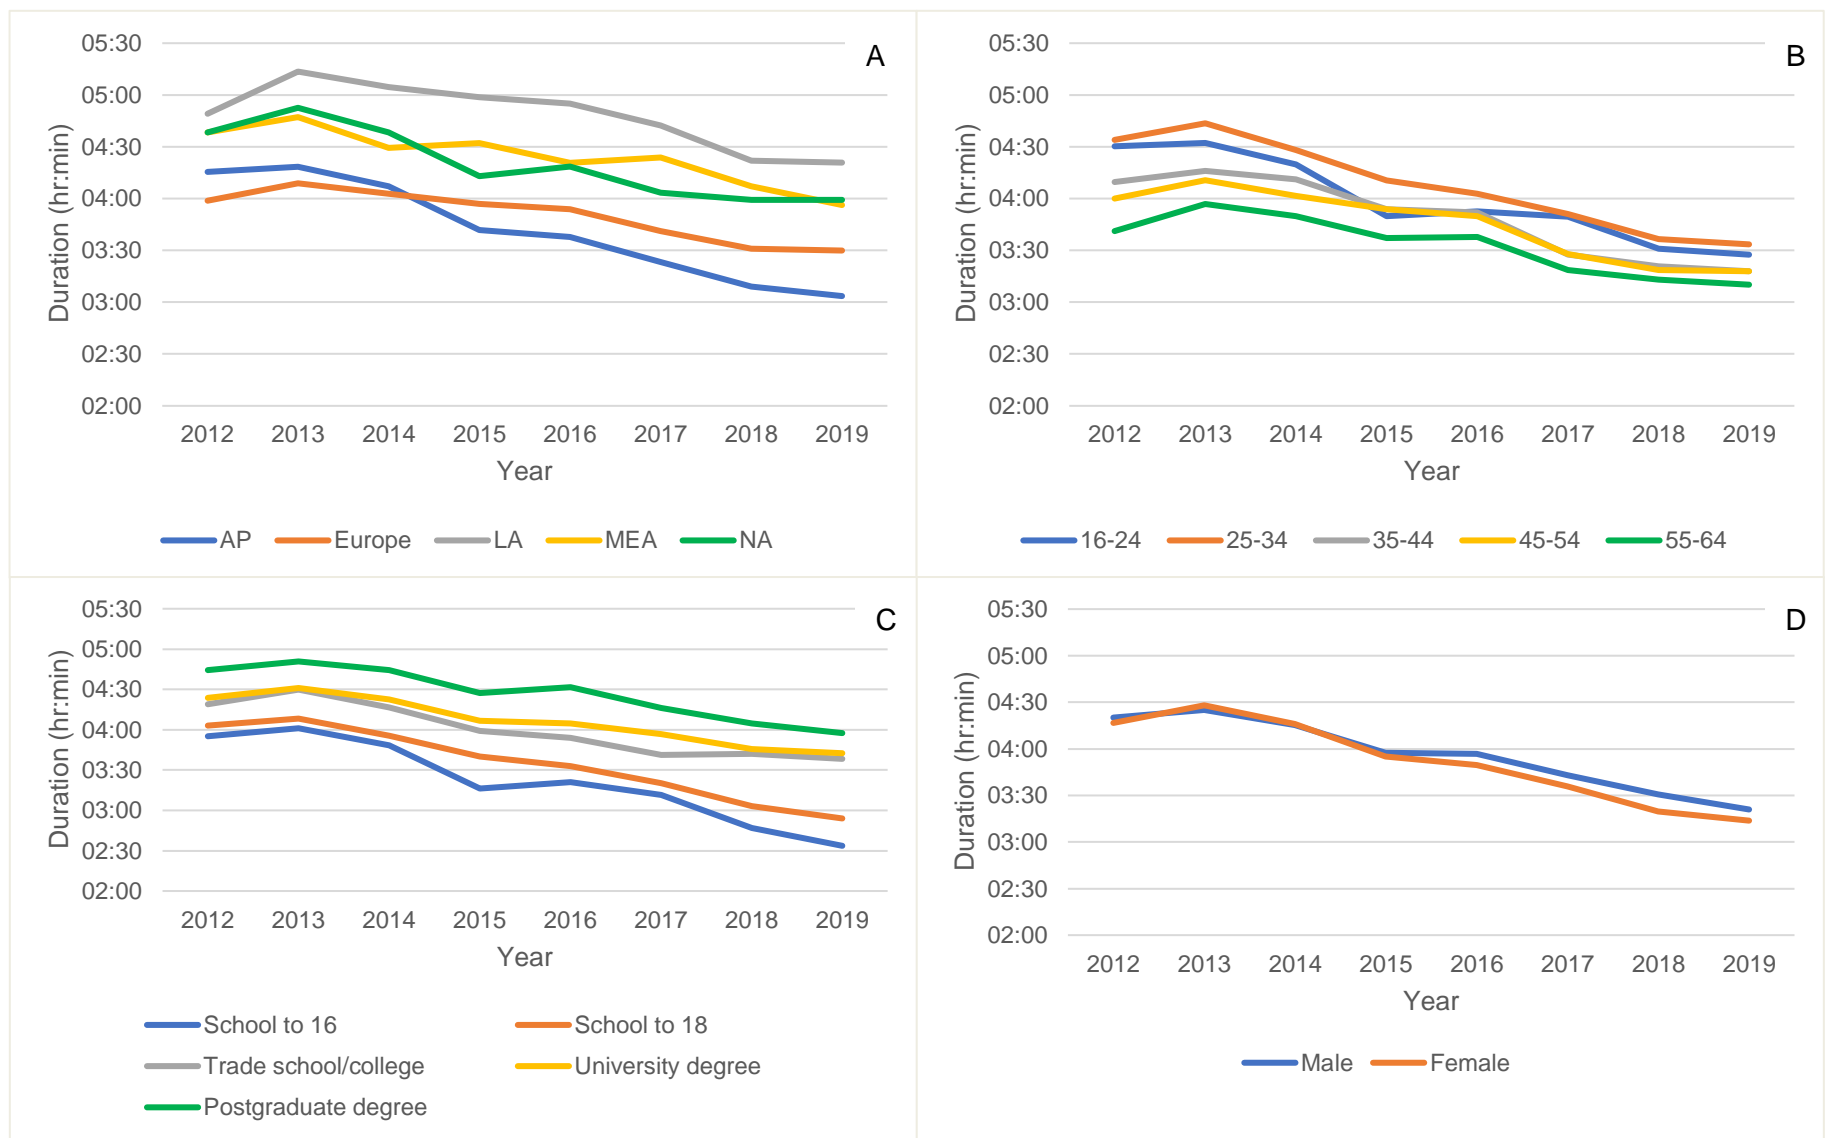 A
05:30
05:00
04:30
04:00
03:30
03:00
02:30
02:00
Duration (hr:min)
2012 2013 2014 2015 2016 2017 2018 2019
Year
AP Europe LA MEA NA
B
05:30
05:00
04:30
04:00
03:30
03:00
02:30
02:00
Duration (hr:min)
2012 2013 2014 2015 2016 2017 2018 2019
Year
16-24 25-34 35-44 45-54 55-64
C
05:30
05:00
04:30
04:00
03:30
03:00
02:30
02:00
Duration (hr:min)
2012 2013 2014 2015 2016 2017 2018 2019
Year
School to 16 School to 18
Trade school/college University degree
Postgraduate degree
D
05:30
05:00
04:30
04:00
03:30
03:00
02:30
02:00
Duration (hr:min)
2012 2013 2014 2015 2016 2017 2018 2019
Year
Male Female